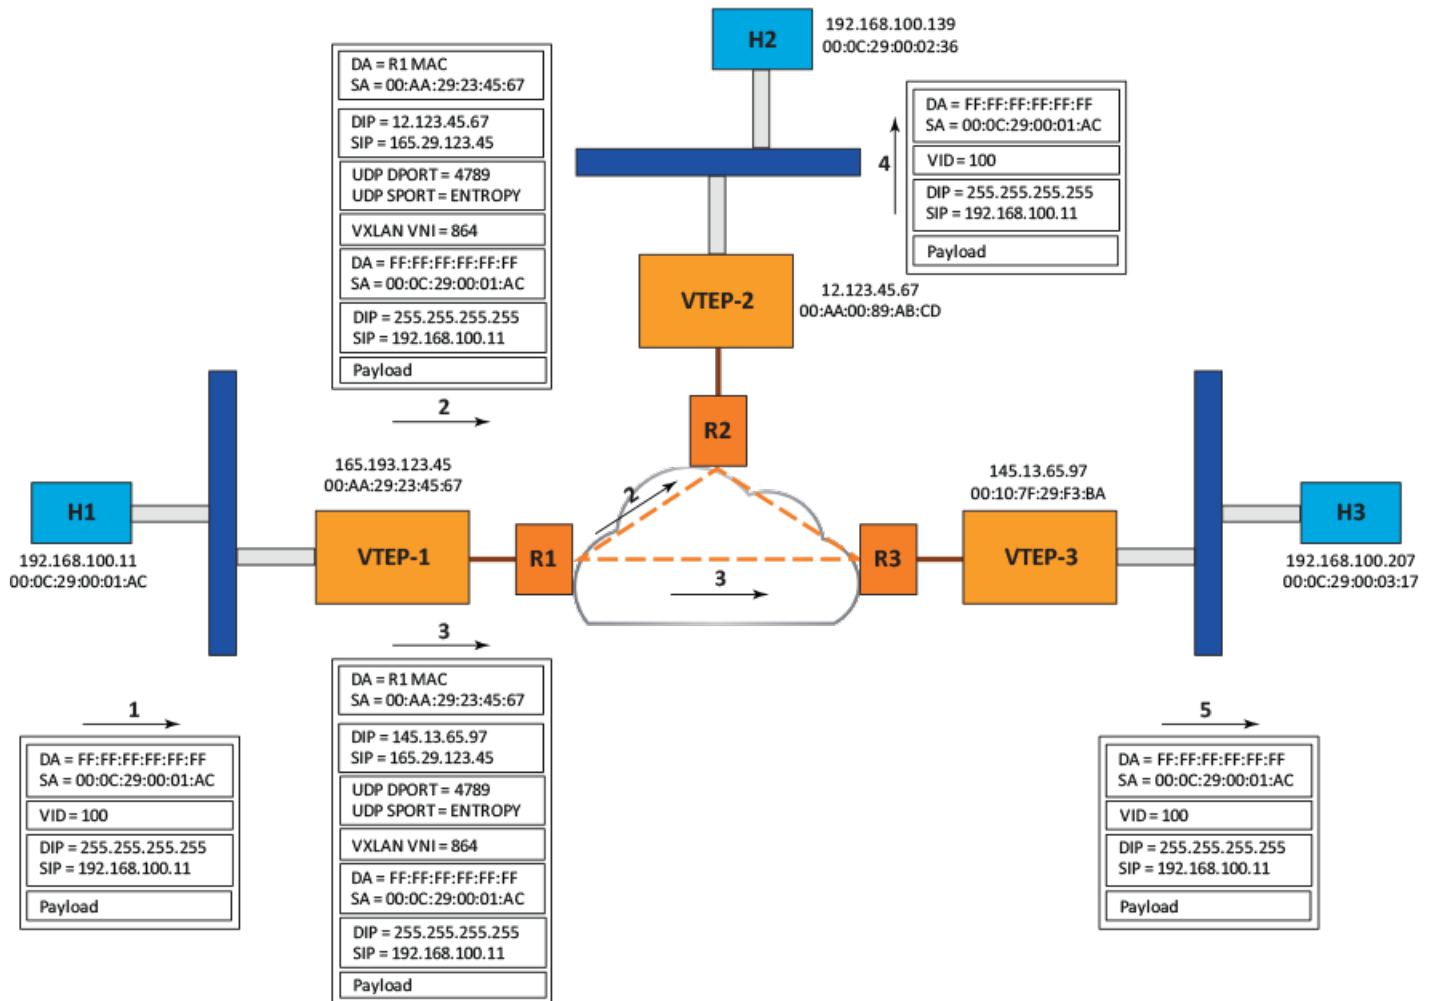 H2
192.168.100.139
00:0C:29:00:02:36
DA = R1 MAC
SA = 00:AA:29:23:45:67
DIP = 12.123.45.67
SIP = 165.29.123.45
UDP DPORT = 4789
UDP SPORT = ENTROPY
VXLAN VNI = 864
DA = FF:FF:FF:FF:FF:FF
SA = 00:0C:29:00:01:AC
DIP = 255.255.255.255
SIP = 192.168.100.11
Payload
2
4
DA = FF:FF:FF:FF:FF:FF
SA = 00:0C:29:00:01:AC
VID = 100
DIP = 255.255.255.255
SIP = 192.168.100.11
Payload
VTEP-2
12.123.45.67
00:AA:00:89:AB:CD
R2
H1
192.168.100.11
00:0C:29:00:01:AC
165.193.123.45
00:AA:29:23:45:67
VTEP-1
R1
2
3
R3
145.13.65.97
00:10:7F:29:F3:BA
VTEP-3
H3
192.168.100.207
00:0C:29:00:03:17
1
DA = FF:FF:FF:FF:FF:FF
SA = 00:0C:29:00:01:AC
VID = 100
DIP = 255.255.255.255
SIP = 192.168.100.11
Payload
3
DA = R1 MAC
SA = 00:AA:29:23:45:67
DIP = 145.13.65.97
SIP = 165.29.123.45
UDP DPORT = 4789
UDP SPORT = ENTROPY
VXLAN VNI = 864
DA = FF:FF:FF:FF:FF:FF
SA = 00:0C:29:00:01:AC
DIP = 255.255.255.255
SIP = 192.168.100.11
Payload
5
DA = FF:FF:FF:FF:FF:FF
SA = 00:0C:29:00:01:AC
VID = 100
DIP = 255.255.255.255
SIP = 192.168.100.11
Payload